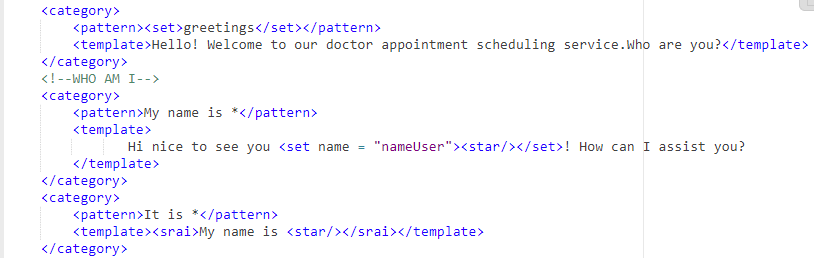 <category>
<pattern><set>greetings</set></pattern>
<template>Hello! Welcome to our doctor appointment scheduling service.Who are you?</template>
</category>
<!--WHO AM I-->
<category>
<pattern>My name is *</pattern>
<template>
Hi nice to see you <set name = "nameUser"><star/></set>! How can I assist you?
</template>
</category>
<category>
<pattern>It is *</pattern>
<template><srai>My name is <star/></srai></template>
</category>